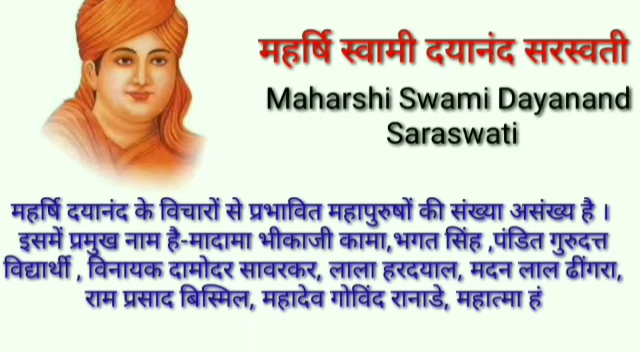 महर्षि स्वामी दयानंद सरस्वती
Maharshi Swami Dayanand
Saraswati
महर्षि दयानंद के विचारों से प्रभावित महापुरुषों की संख्या असंख्य है ।
इसमें प्रमुख नाम है-मादामा भीकाजी कामा,भगत सिंह ,पंडित गुरुदत्त
विद्यार्थी , विनायक दामोदर सावरकर, लाला हरदयाल, मदन लाल ढींगरा,
राम प्रसाद बिस्मिल, महादेव गोविंद रानाडे, महात्मा हं